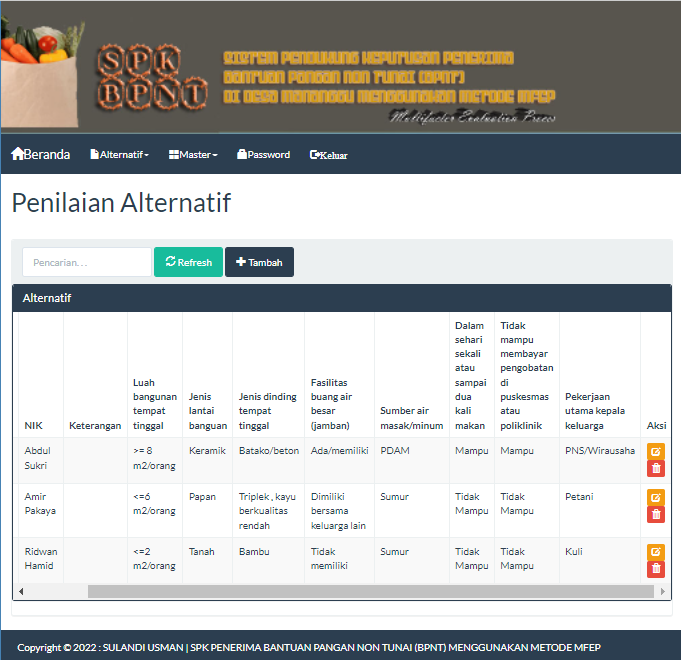 SPK
BPNT
SISTEM PENDUKUNG KEPUTUSAN PENERIMA
BANTUAN PANGAN NON TUNAI (BPNT)
DI DESA MANANGGU MENGGUNAKAN METODE MFEP
Multifactor Evaluation Proces
Beranda Alternatif Master Password Keluar
Penilaian Alternatif
Pencarian... Refresh Tambah
Alternatif
NIK
Keterangan
Luah
bangunan
tempat
tinggal
Jenis
lantai
banguan
Jenis dinding
tempat
tinggal
Fasilitas
buang air
besar
(jamban)
Sumber air
masak/minum
Dalam
sehari
sekali
atau
sampai
dua
kali
makan
Tidak
mampu
membayar
pengobatan
di
puskesmas
atau
poliklinik
Pekerjaan
utama kepala
keluarga
Aksi
Abdul
Sukri
>= 8
m2/orang
Keramik
Batako/beton
Ada/memiliki
PDAM
Mampu
Mampu
PNS/Wirausaha
Amir
Pakaya
<=6
m2/orang
Papan
Triplek , kayu
berkualitas
rendah
Dimiliki
bersama
keluarga lain
Sumur
Tidak
Mampu
Tidak
Mampu
Petani
Ridwan
Hamid
<=2
m2/orang
Tanah
Bambu
Tidak
memiliki
Sumur
Tidak
Mampu
Tidak
Mampu
Kuli
Copyright © 2022 : SULANDI USMAN | SPK PENERIMA BANTUAN PANGAN NON TUNAI (BPNT) MENGGUNAKAN METODE MFEP